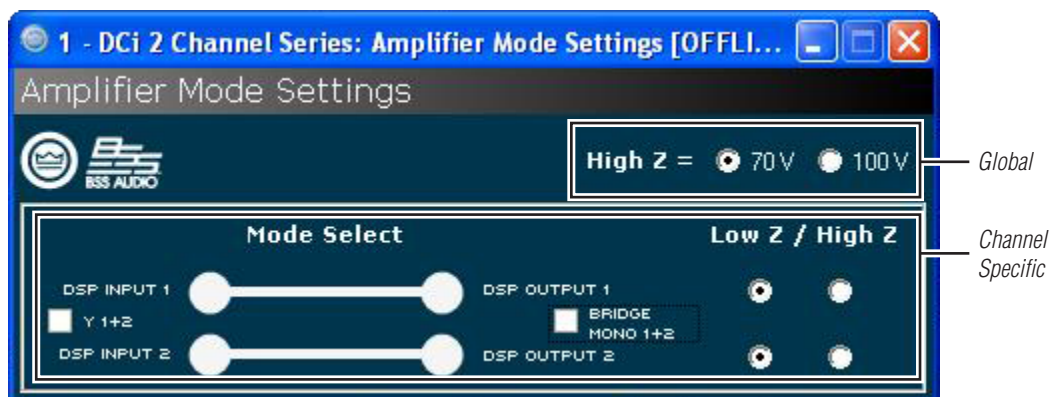 1 - DCi 2 Channel Series: Amplifier Mode Settings [OFFLI...
Amplifier Mode Settings
BSS AUDIO
High Z = 70V 100V
Global
Mode Select
Low Z / High Z
Channel
Specific
DSP INPUT 1
DSP OUTPUT 1
Y 1+2
BRIDGE
MONO 1+2
DSP INPUT 2
DSP OUTPUT 2